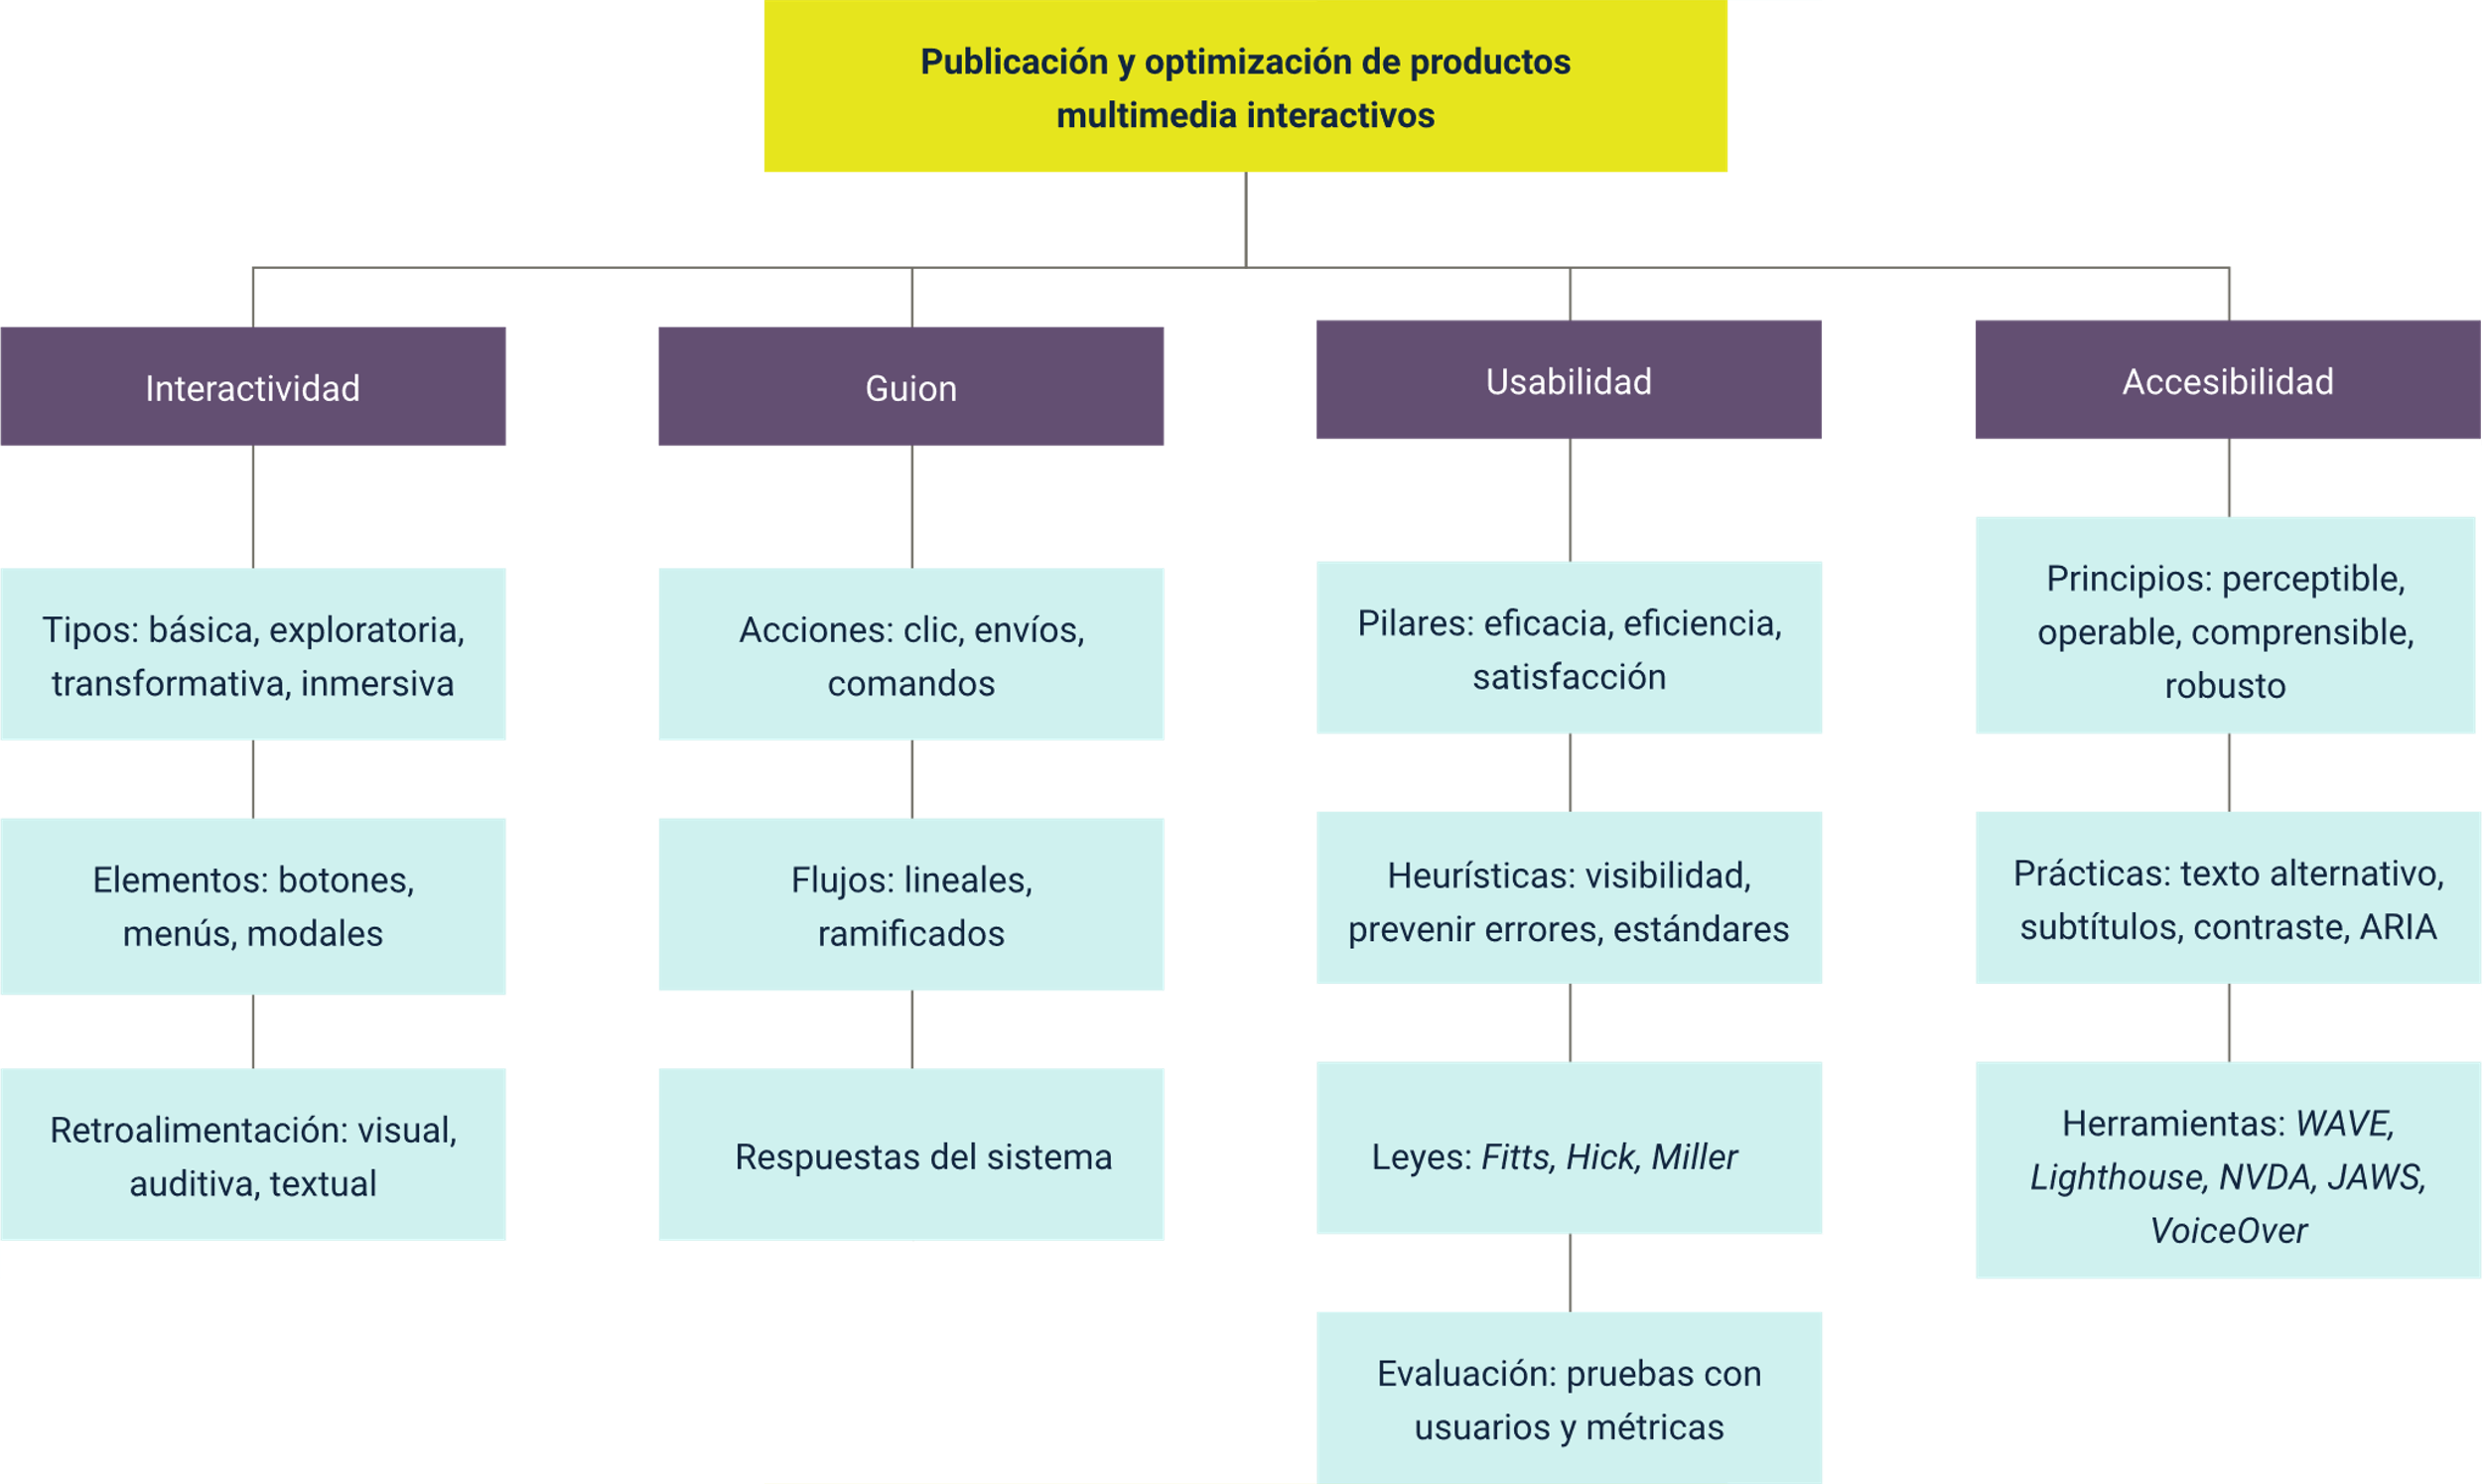 Publicación y optimización de productos
multimedia interactivos
Interactividad
Tipos: básica, exploratoria,
transformativa, inmersiva
Elementos: botones,
menús, modales
Retroalimentación: visual,
auditiva, textual
Guion
Acciones: clic, envíos,
comandos
Flujos: lineales,
ramificados
Respuestas del sistema
Usabilidad
Pilares: eficacia, eficiencia,
satisfacción
Heurísticas: visibilidad,
prevenir errores, estándares
Leyes: Fitts, Hick, Miller
Evaluación: pruebas con
usuarios y métricas
Accesibilidad
Principios: perceptible,
operable, comprensible,
robusto
Prácticas: texto alternativo,
subtítulos, contraste, ARIA
Herramientas: WAVE,
Lighthouse, NVDA, JAWS,
VoiceOver